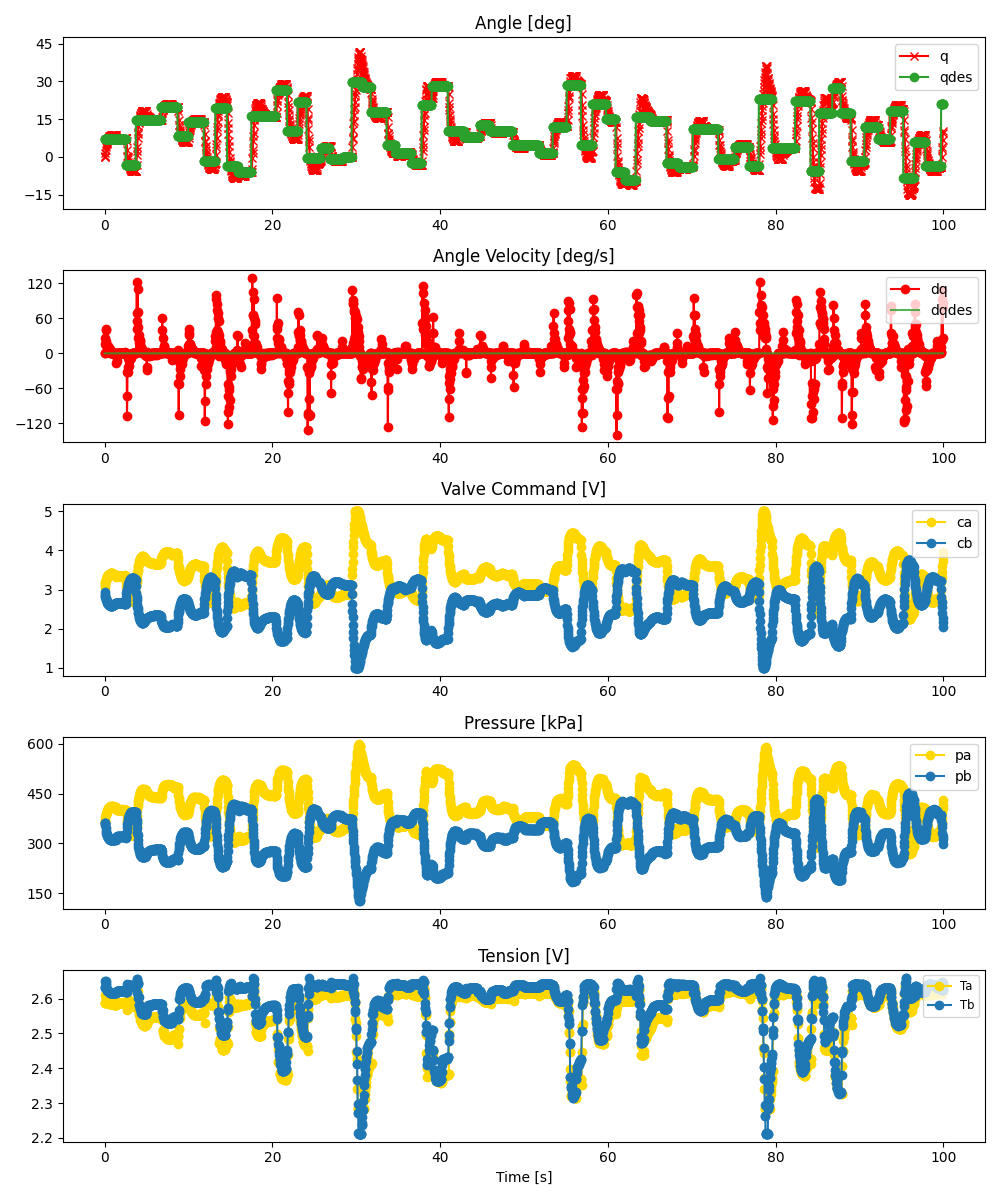 Angle [deg]
45
30
15
0
−15
q
qdes
0 20 40 60 80 100
Angle Velocity [deg/s]
120
60
0
−60
−120
dq
dqdes
0 20 40 60 80 100
Valve Command [V]
5
4
3
2
1
ca
cb
0 20 40 60 80 100
Pressure [kPa]
600
450
300
150
pa
pb
0 20 40 60 80 100
Tension [V]
2.6
2.5
2.4
2.3
2.2
Ta
Tb
0 20 40 60 80 100
Time [s]